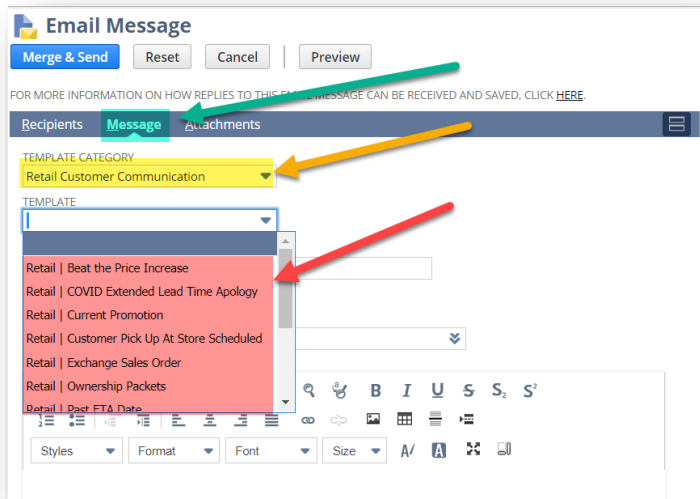 Email Message
Merge & Send Reset Cancel Preview
FOR MORE INFORMATION ON HOW REPLIES TO THIS EMAIL MESSAGE CAN BE RECEIVED AND SAVED, CLICK HERE.
Recipients Message Attachments
TEMPLATE CATEGORY
Retail Customer Communication
TEMPLATE
Retail | Beat the Price Increase
Retail | COVID Extended Lead Time Apology
Retail | Current Promotion
Retail | Customer Pick Up At Store Scheduled
Retail | Exchange Sales Order
Retail | Ownership Packets
Retail | Past ETA Date
B I U S S₂ S²
Styles Format Font Size A/ A